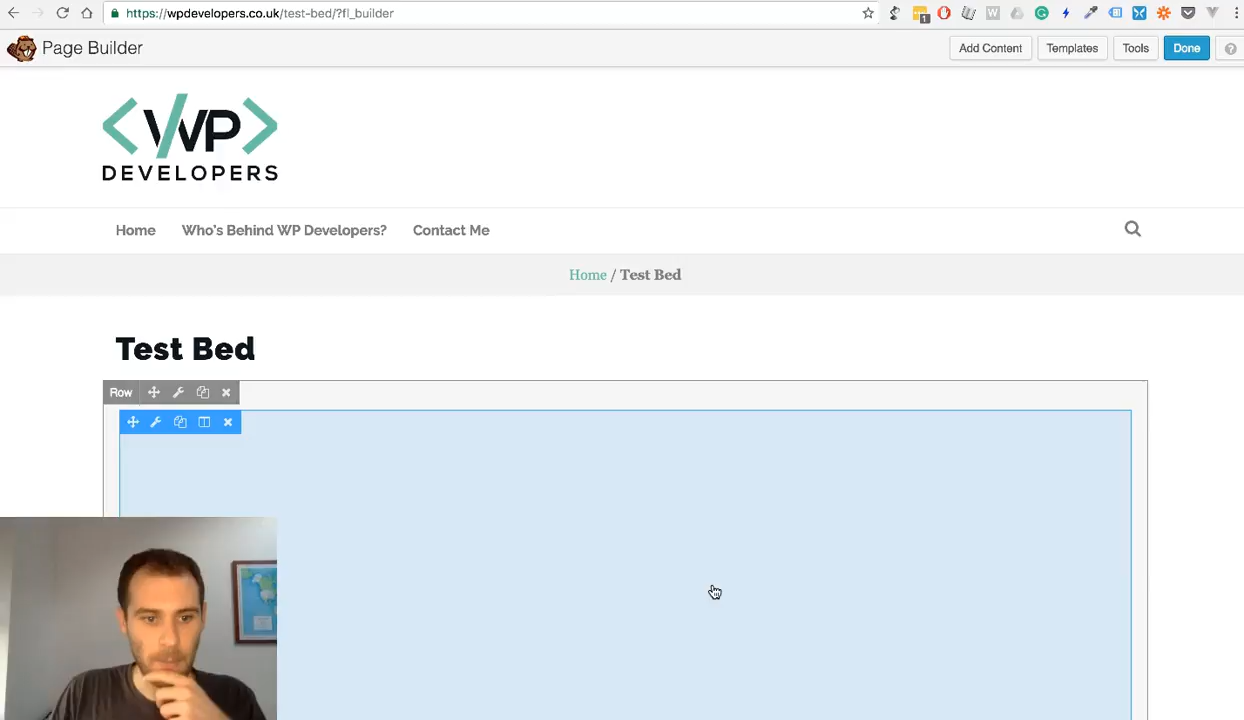 https://wpdevelopers.co.uk/test-bed/?fl_builder
1
Page Builder
Add Content
Templates
Tools
Done
?
<WP>
DEVELOPERS
Home
Who's Behind WP Developers?
Contact Me
Home / Test Bed
Test Bed
Row